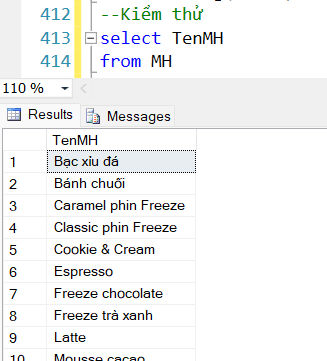 412 --Kiểm thử
413 select TenMH
414 from MH
110 %
Results Messages
TenMH
1 Bạc xỉu đá
2 Bánh chuối
3 Caramel phin Freeze
4 Classic phin Freeze
5 Cookie & Cream
6 Espresso
7 Freeze chocolate
8 Freeze trà xanh
9 Latte
10 Mousse cacao